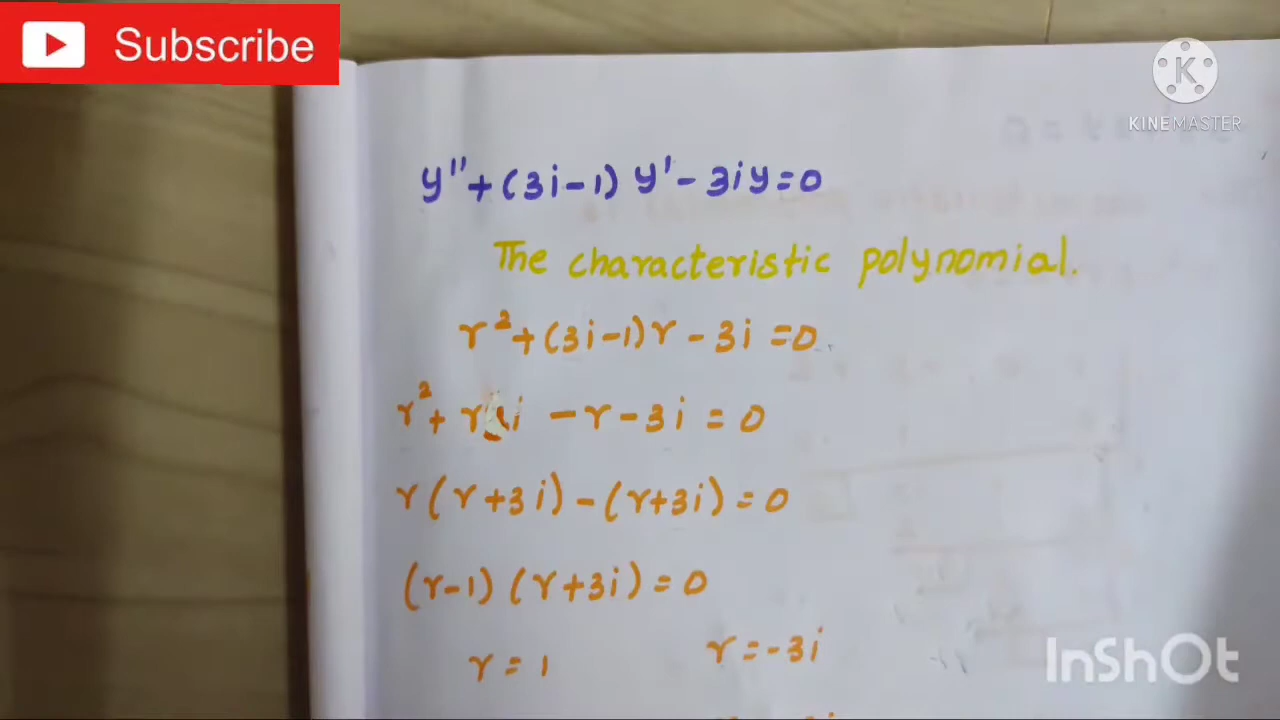 Subscribe
KINEMASTER
y''+(3i-1) y'- 3iy=0
The characteristic polynomial.
r²+(3i-1)r - 3i =0
r²+ r i -r-3i = 0
r(r+3i)-(r+3i)=0
(r-1)(r+3i)=0
r = 1 r=-3i
InShOt